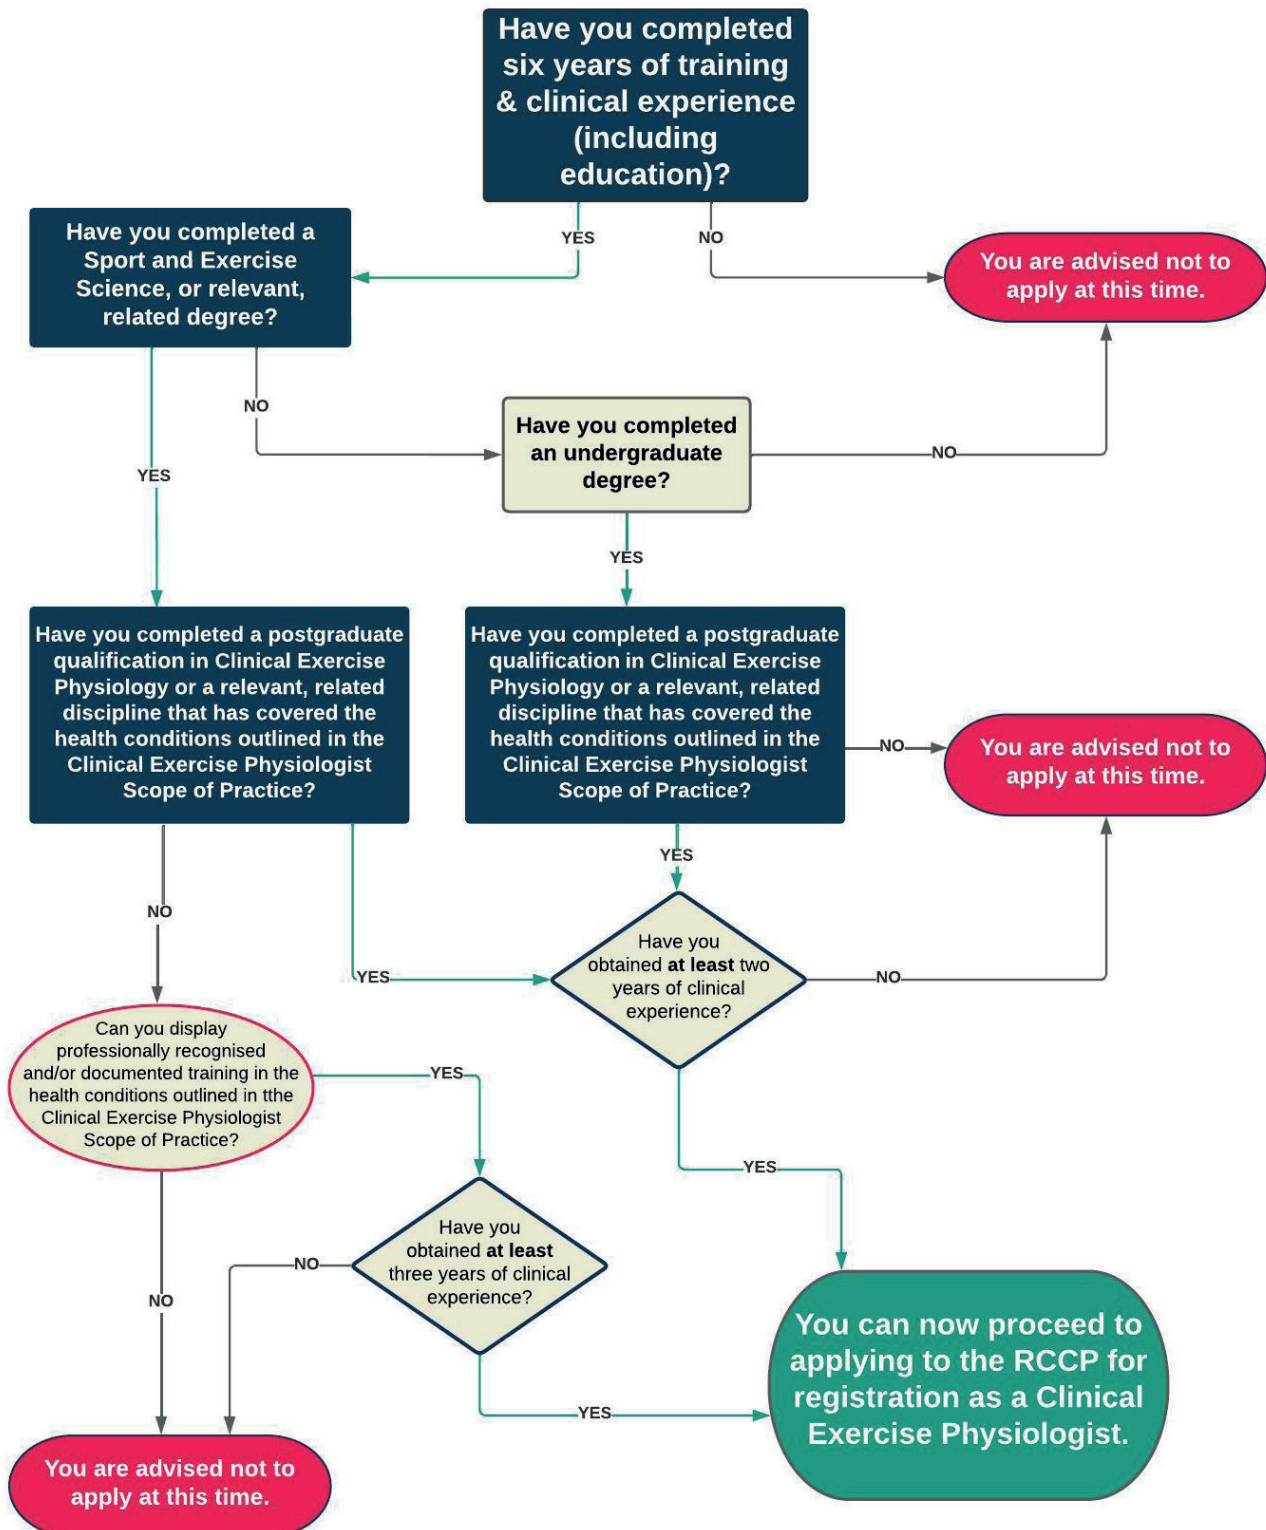 Have you completed
six years of training
& clinical experience
(including
education)?
YES
NO
Have you completed a
Sport and Exercise
Science, or relevant,
related degree?
You are advised not to
apply at this time.
NO
YES
Have you completed
an undergraduate
degree?
NO
YES
Have you completed a postgraduate
qualification in Clinical Exercise
Physiology or a relevant, related
discipline that has covered the
health conditions outlined in the
Clinical Exercise Physiologist
Scope of Practice?
Have you completed a postgraduate
qualification in Clinical Exercise
Physiology or a relevant, related
discipline that has covered the
health conditions outlined in the
Clinical Exercise Physiologist
Scope of Practice?
NO
You are advised not to
apply at this time.
YES
NO
YES
Have you
obtained at least two
years of clinical
experience?
NO
Can you display
professionally recognised
and/or documented training in the
health conditions outlined in tthe
Clinical Exercise Physiologist
Scope of Practice?
YES
YES
Have you
obtained at least
three years of clinical
experience?
NO
NO
YES
You can now proceed to
applying to the RCCP for
registration as a Clinical
Exercise Physiologist.
You are advised not to
apply at this time.